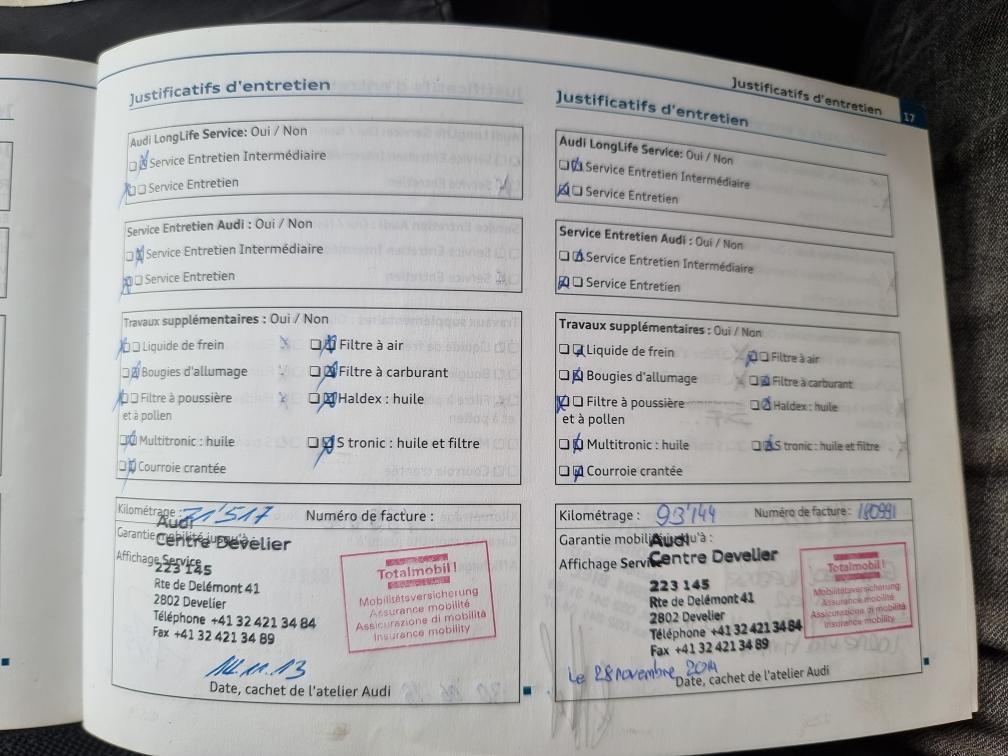 Justificatifs d'entretien
17
Justificatifs d'entretien
Audi LongLife Service: Oui / Non
Service Entretien Intermédiaire
Service Entretien
Service Entretien Audi : Oui / Non
Service Entretien Intermédiaire
Service Entretien
Travaux supplémentaires : Oui / Non
Liquide de frein
Filtre à air
Bougies d'allumage
Filtre à carburant
Filtre à poussière
et à pollen
Haldex : huile
Multitronic : huile
S tronic : huile et filtre
Courroie crantée
Kilométrage : 71'517
Numéro de facture :
Garantie mobilité jusqu'à :
Affichage Service
Audi
Centre Develier
223 145
Rte de Delémont 41
2802 Develier
Téléphone +41 32 421 34 84
Fax +41 32 421 34 89
Totalmobil!
Mobilitätsversicherung
Assurance mobilité
Assicurazione di mobilità
Insurance mobility
14.11.13
Date, cachet de l'atelier Audi
Justificatifs d'entretien
Audi LongLife Service: Oui / Non
Service Entretien Intermédiaire
Service Entretien
Service Entretien Audi : Oui / Non
Service Entretien Intermédiaire
Service Entretien
Travaux supplémentaires : Oui / Non
Liquide de frein
Filtre à air
Bougies d'allumage
Filtre à carburant
Filtre à poussière
et à pollen
Haldex : huile
Multitronic : huile
S tronic : huile et filtre
Courroie crantée
Kilométrage : 93'144
Numéro de facture : 180991
Garantie mobilité jusqu'à :
Affichage Service
Audi
Centre Develier
223 145
Rte de Delémont 41
2802 Develier
Téléphone +41 32 421 34 84
Fax +41 32 421 34 89
Totalmobil!
Mobilitätsversicherung
Assurance mobilité
Assicurazione di mobilità
Insurance mobility
Le 28 novembre 2014
Date, cachet de l'atelier Audi